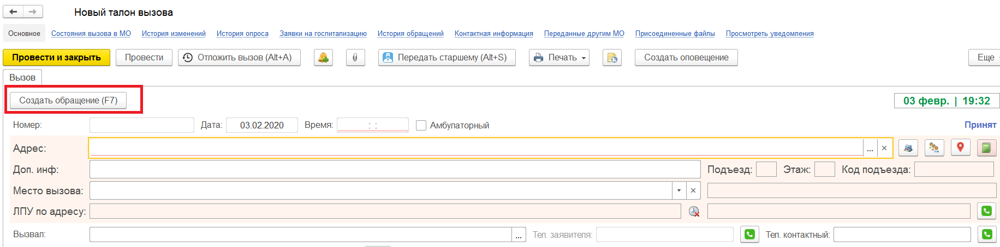 Новый талон вызова
Основное Состояния вызова в МО История изменений История опроса Заявки на госпитализацию История обращений Контактная информация Переданные другим МО Присоединенные файлы Просмотреть уведомления
Провести и закрыть Провести Отложить вызов (Alt+A) Передать старшему (Alt+S) Печать Создать оповещение Еще
Вызов
Создать обращение (F7) 03 февр. | 19:32
Номер: Дата: 03.02.2020 Время: : : Амбулаторный Принят
Адрес: ... ×
Доп. инф: Подъезд: Этаж: Код подъезда:
Место вызова: ×
ЛПУ по адресу:
Вызвал: ... Тел. заявителя: Тел. контактный: